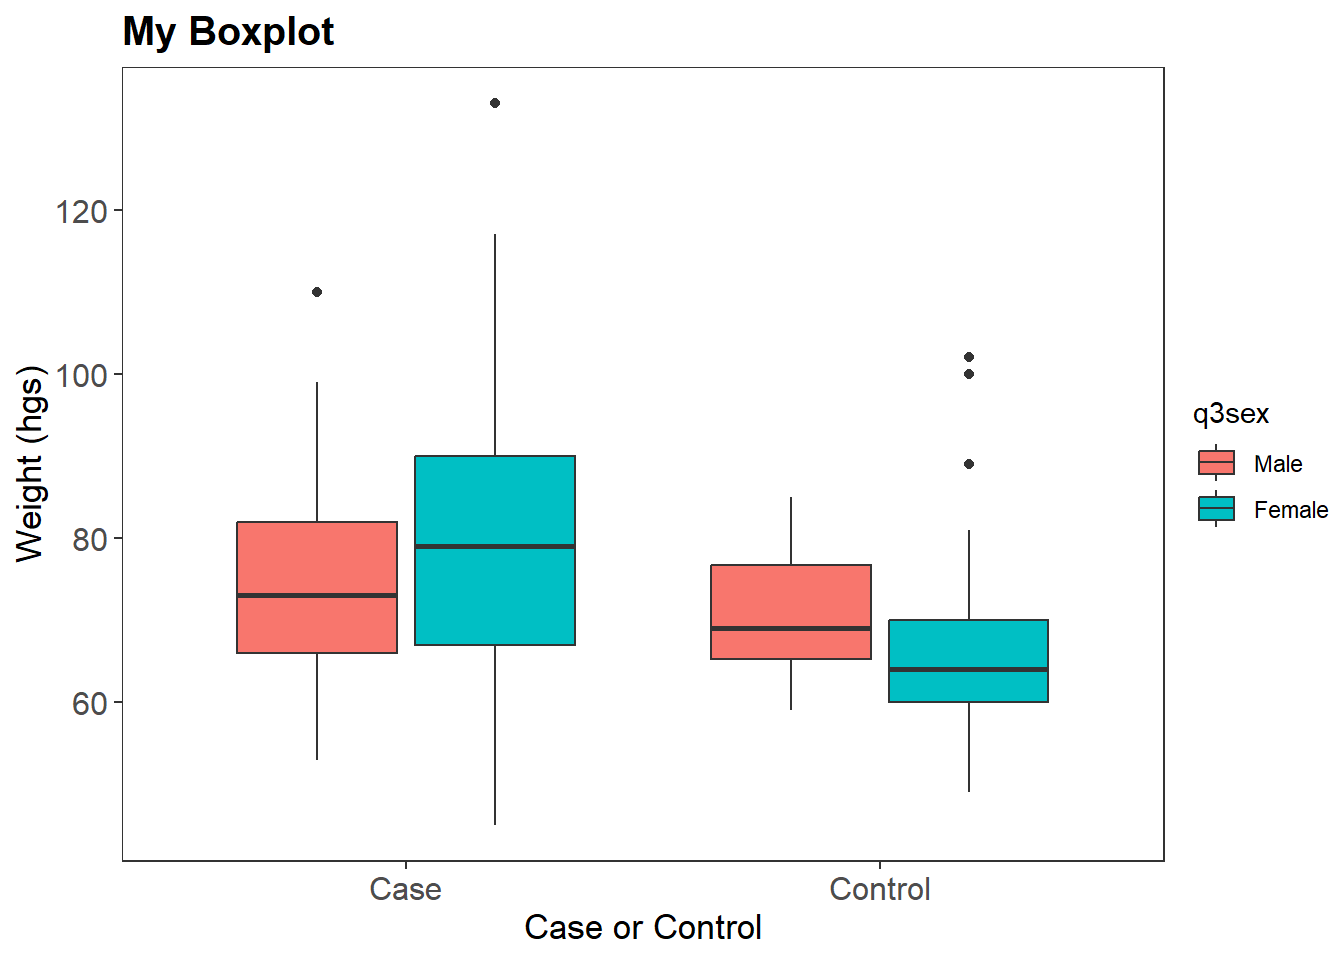 My Boxplot
Weight (hgs)
120
100
80
60
Case
Control
Case or Control
q3sex
Male
Female